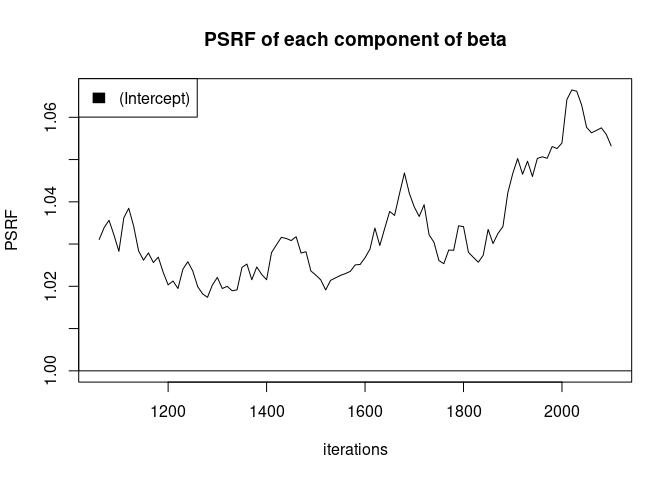 PSRF of each component of beta
(Intercept)
PSRF
1.06
1.04
1.02
1.00
1200 1400 1600 1800 2000
iterations